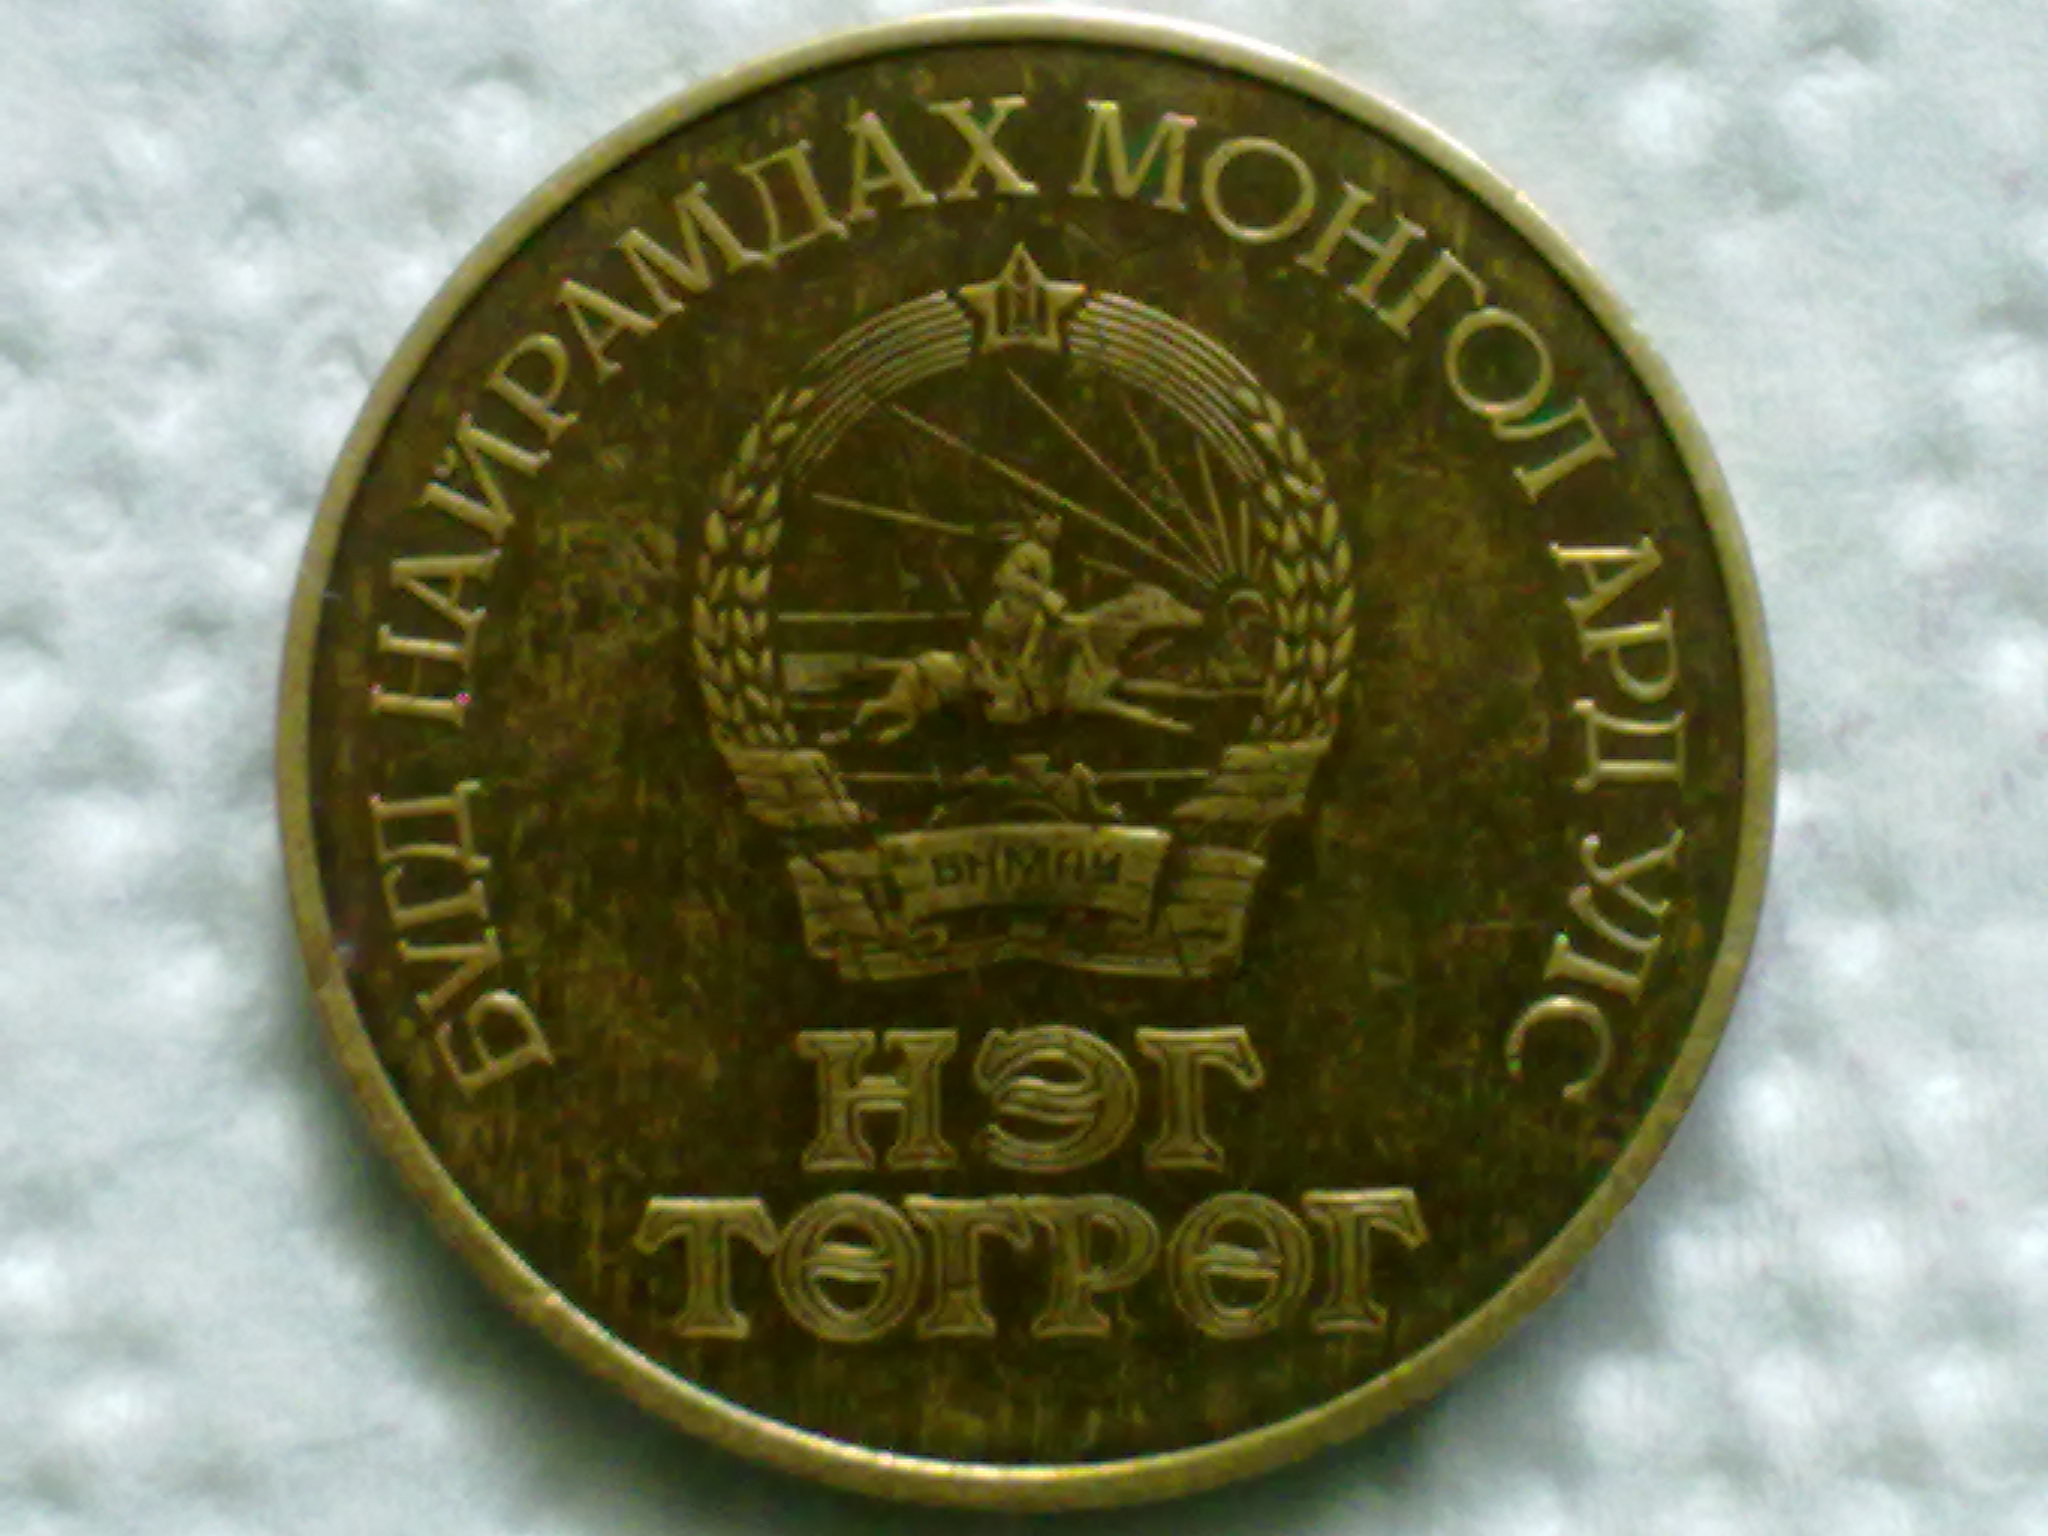 БҮГД НАЙРАМДАХ МОНГОЛ АРД УЛС
БНМАУ
НЭГ
ТӨГРӨГ